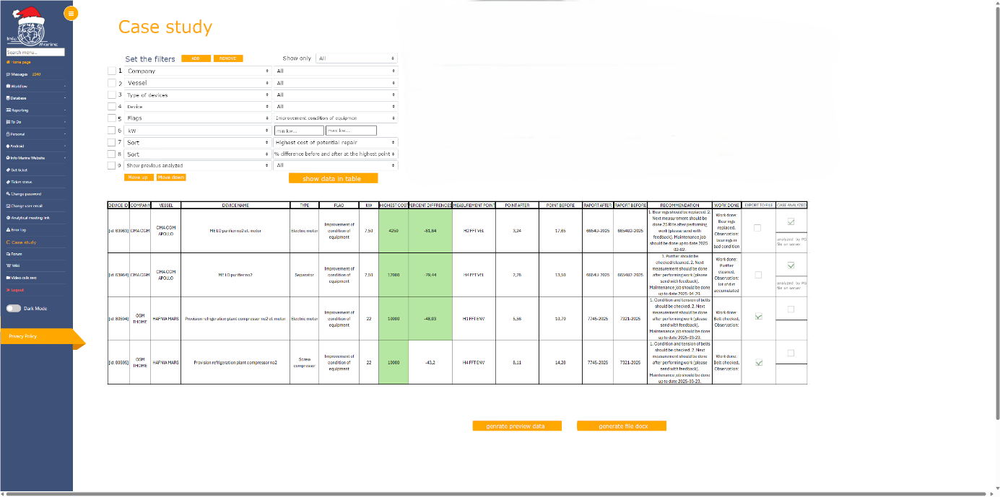 Info
Marine
Search menu...
Home page
Messages 2040
Workflow
Database
Reporting
To Do
Personal
Android
Info Marine Website
Get ticket
Ticket status
Change password
Change user email
Analytical meeting link
Error log
Case study
Forum
Wiki
Video calls test
Logout
Dark Mode
Privacy Policy
Case study
Set the filters ADD REMOVE Show only All
1 Company All
2 Vessel All
3 Type of devices All
4 Device All
5 Flags Improvement condition of equipmen
6 kW min kw... max kw...
7 Sort Highest cost of potential repair
8 Sort % difference before and after at the highest point
9 Show previous analyzed All
Move up Move down show data in table
DEVICE ID COMPANY VESSEL DEVICE NAME TYPE FLAG KW HIGHEST COST PERCENT DIFFRENCES MEASUREMENT POINT POINT AFTER POINT BEFORE RAPORT AFTER RAPORT BEFORE RECOMMENDATION WORK DONE EXPORT TO FILE CASE ANALYZED
[id: 63963] CMA CGM
CMA CGM
APOLLO
ME LO purifier no2 el. motor
Electric motor
Improvement of
condition of
equipment
7,50
4250
-81,64
H2 FFT VEL
3,24
17,65
6654U-2025
6654U2-2025
1. Bearings should be replaced. 2.
Next measurement should be
done 25 RHs after performing
work (please send with
feedback). Maintenance job
should be done up to date 2025-
02-02.
Work done:
Bearings
replaced,
Observation:
bearings in
bad condition
analyzed by PG
file on server
[id: 63964] CMA CGM
CMA CGM
APOLLO
ME LO purifier no2
Separator
Improvement of
condition of
equipment
7,50
17000
-79,44
H4 FFT VEL
13,50
6654U-2025
6654U2-2025
1. Purifier should be
checked/cleaned. 2. Next
measurement should be done
after performing work (please
send with feedback).
Maintenance job should be done
up to date 2025-04-20.
Work done:
Purifier
cleaned,
Observation:
lot of dirt
accumulated
analyzed by PG
file on server
[id: 80594]
OSM
THOME
HAFNIA MARS
Provision refrigeration plant compressor no2 el. motor
Electric motor
Improvement of
condition of
equipment
22
10000
-48,03
H1 FFT ENV
5,56
10,70
7745-2025
7321-2025
1. Condition and tension of belts
should be checked. 2. Next
measurement should be done
after performing work (please
send with feedback).
Maintenance job should be done
up to date 2025-03-23.
Work done:
Belt checked,
Observation:
[id: 80595]
OSM
THOME
HAFNIA MARS
Provision refrigeration plant compressor no2
Screw
compressor
Improvement of
condition of
equipment
22
10000
-43,2
H4 FFT ENV
8,11
14,28
7745-2025
7321-2025
1. Condition and tension of belts
should be checked. 2. Next
measurement should be done
after performing work (please
send with feedback).
Maintenance job should be done
up to date 2025-03-23.
Work done:
Belt checked,
Observation:
genrate preview data generate file docx